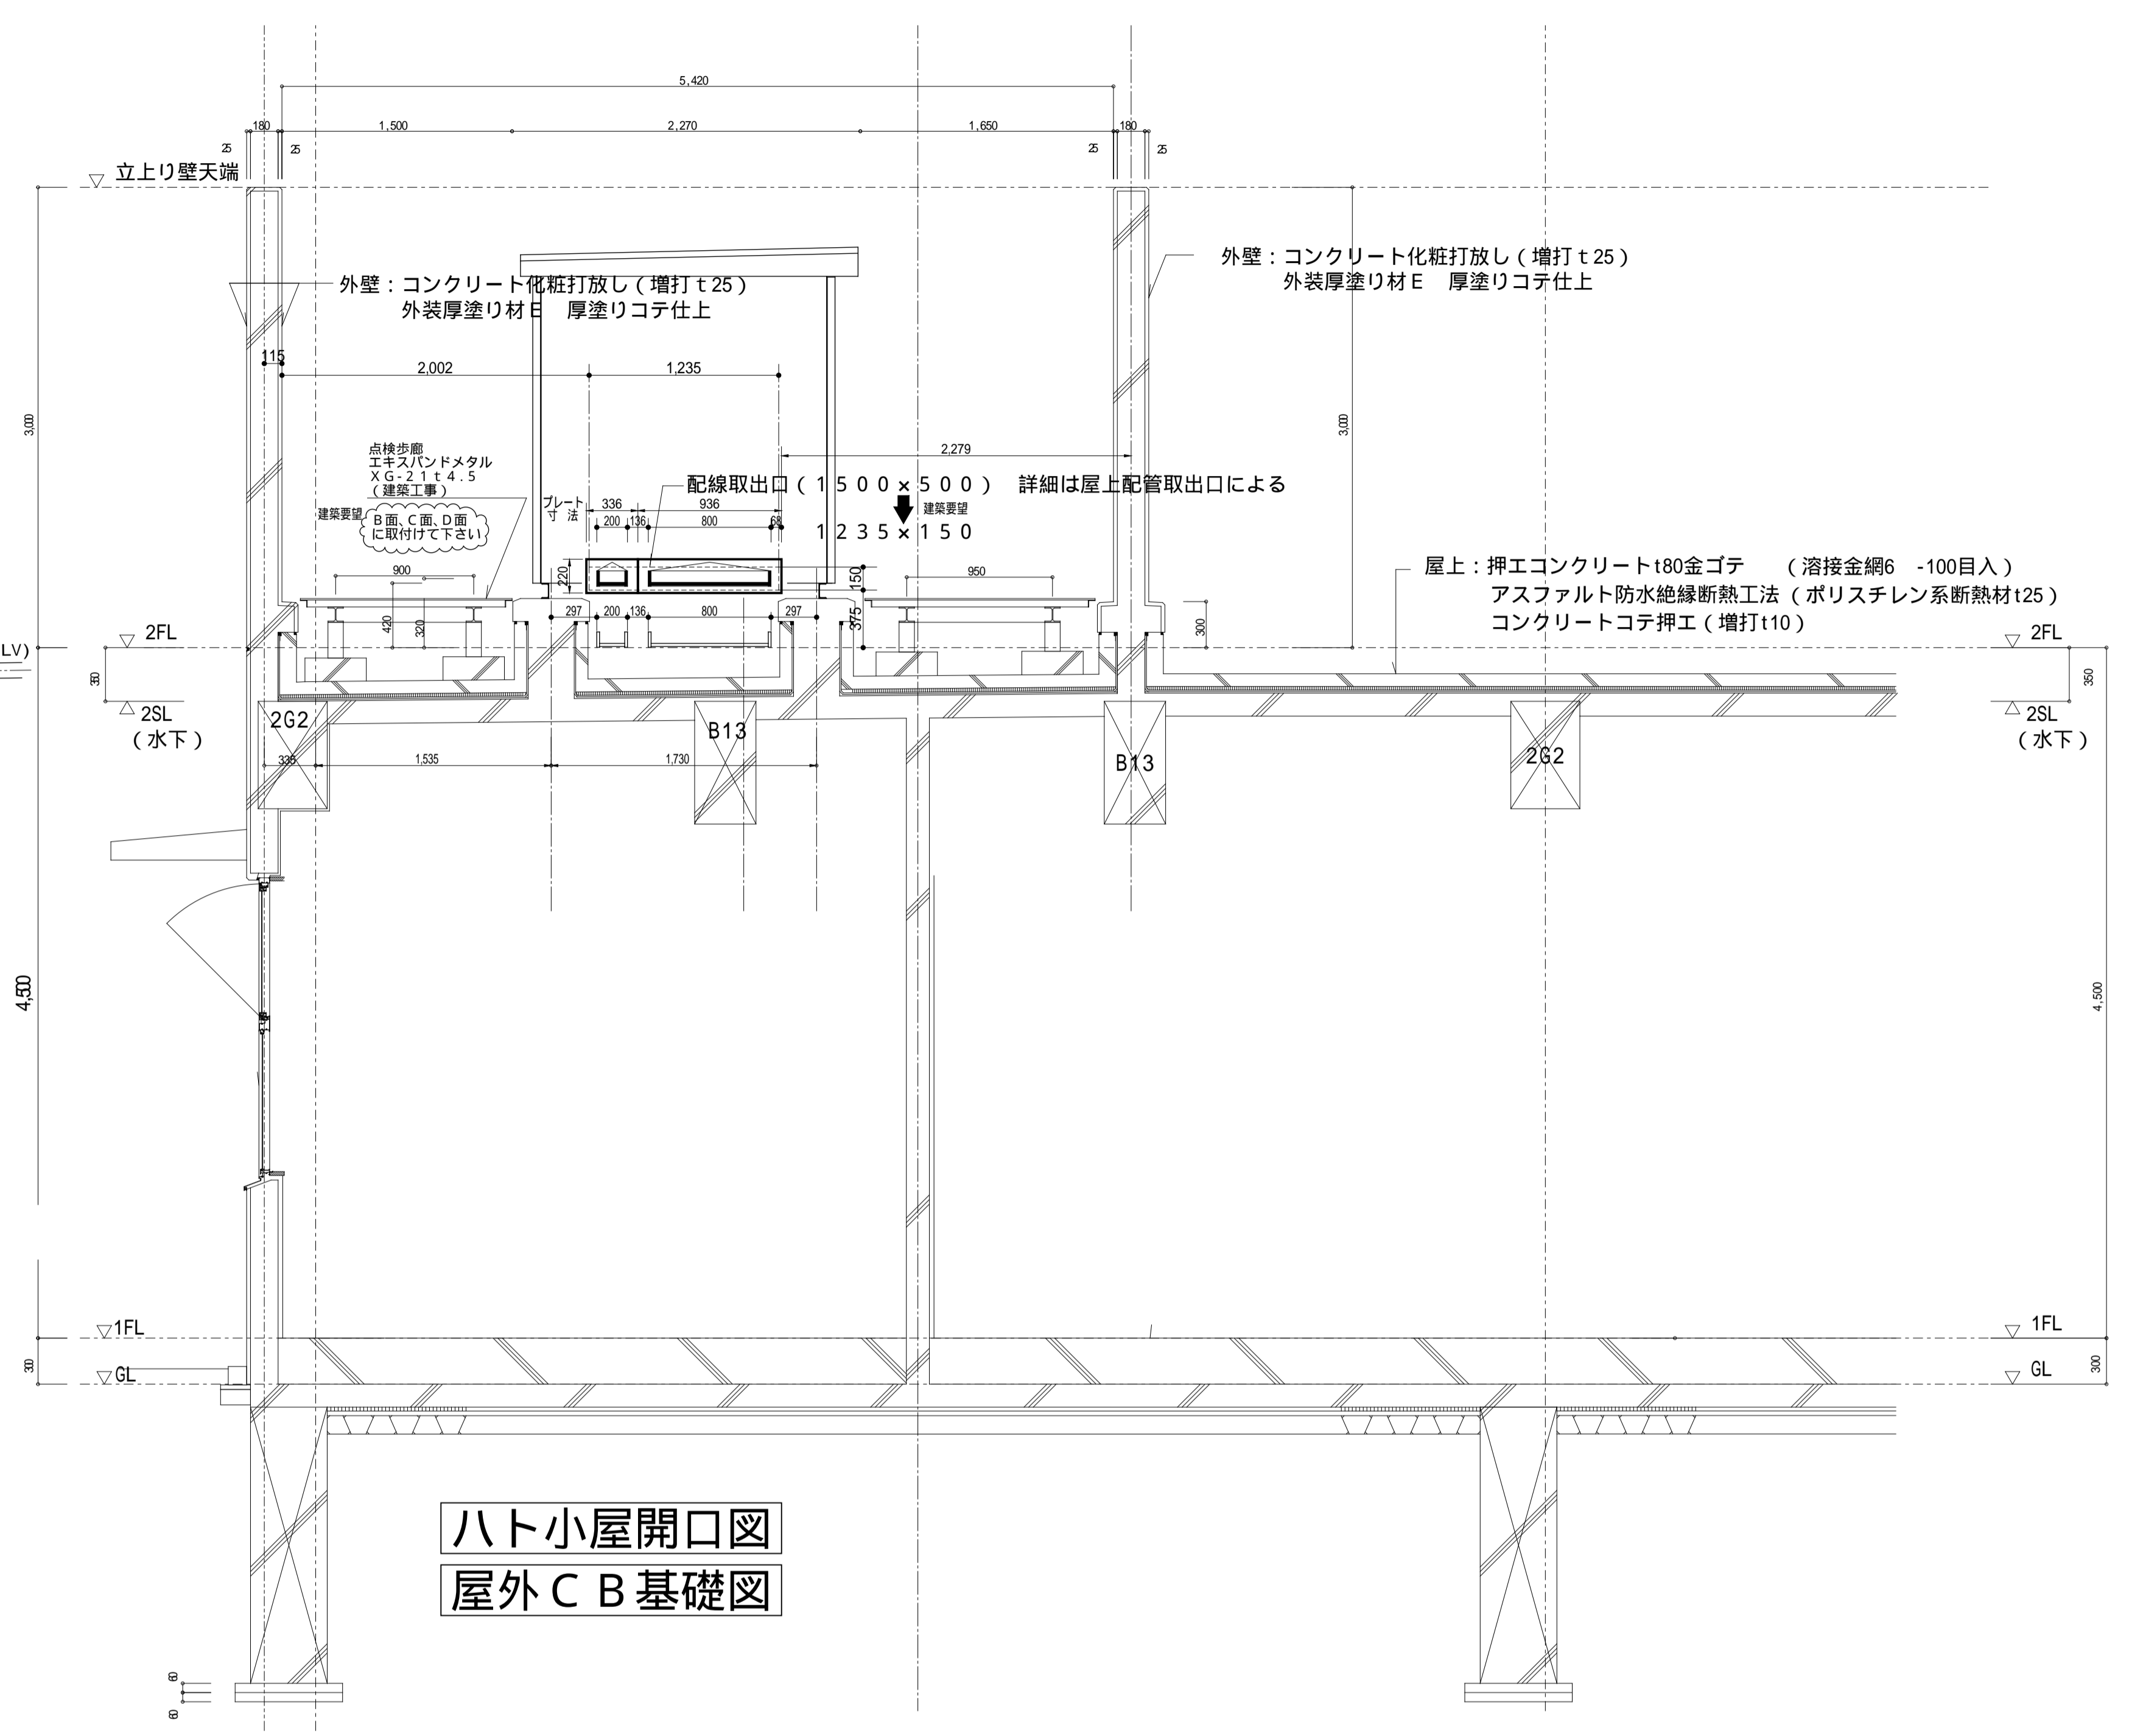 5,420
180
1,500
2,270
1,650
180
25
25
25
25
立上り壁天端
外壁：コンクリート化粧打放し（増打ｔ25）
外装厚塗り材Ｅ　厚塗りコテ仕上
外壁：コンクリート化粧打放し（増打ｔ25）
外装厚塗り材Ｅ　厚塗りコテ仕上
115
2,002
1,235
3,000
3,000
2,279
点検歩廊
エキスパンドメタル
ＸＧ-２１ｔ４.５
（建築工事）
建築要望
Ｂ面、Ｃ面、Ｄ面
に取付けて下さい
プレート
寸　法
配線取出口（１５００×５００）　詳細は屋上配管取出口による
建築要望
１２３５×１５０
336
936
200
136
800
68
220
150
375
900
420
320
297
200
136
800
297
950
300
屋上：押エコンクリートt80金ゴテ　　（溶接金網6　-100目入）
アスファルト防水絶縁断熱工法（ポリスチレン系断熱材t25）
コンクリートコテ押エ（増打t10）
2FL
2FL
LV)
350
350
2SL
（水下）
2SL
（水下）
2G2
B13
B13
2G2
335
1,535
1,730
4,500
4,500
1FL
1FL
300
300
GL
GL
ハト小屋開口図
屋外ＣＢ基礎図
60
60